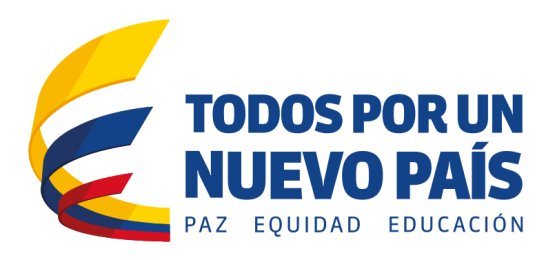 TODOS POR UN
NUEVO PAÍS
PAZ EQUIDAD EDUCACIÓN